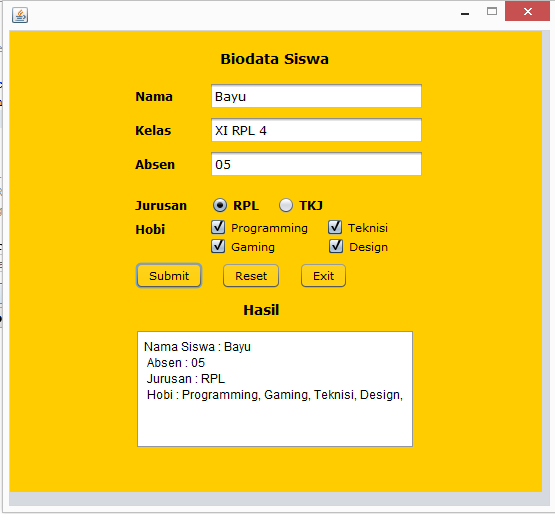 Biodata Siswa
Nama Bayu
Kelas XI RPL 4
Absen 05
Jurusan RPL TKJ
Hobi Programming Teknisi
Gaming Design
Submit Reset Exit
Hasil
Nama Siswa : Bayu
Absen : 05
Jurusan : RPL
Hobi : Programming, Gaming, Teknisi, Design,